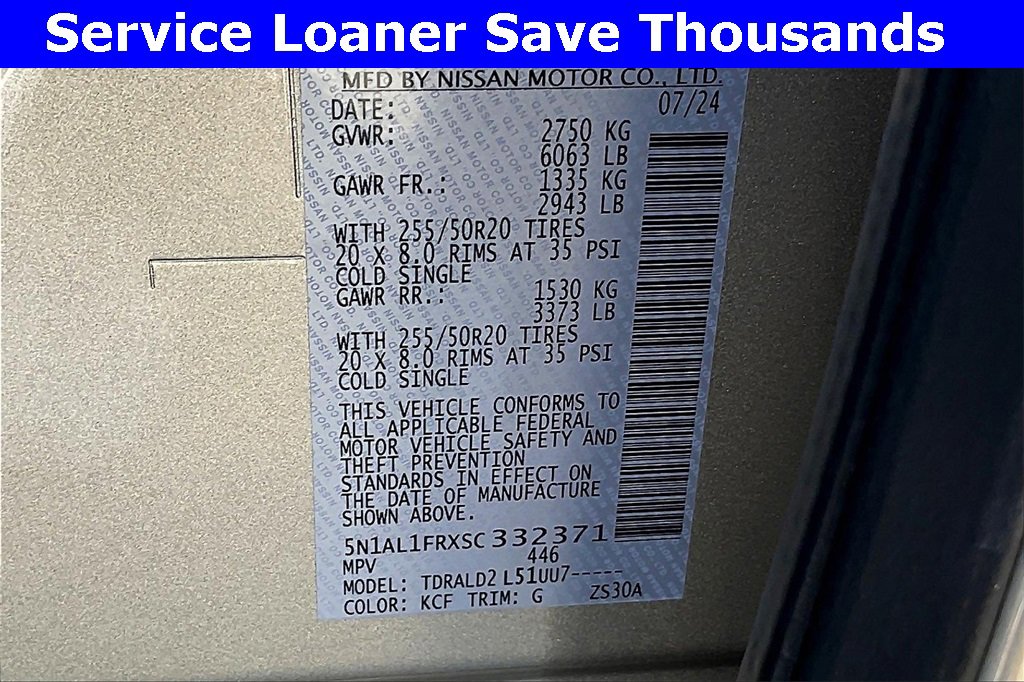 Service Loaner Save Thousands
MFD BY NISSAN MOTOR CO., LTD.
DATE: 07/24
GVWR: 2750 KG
6063 LB
GAWR FR.: 1335 KG
2943 LB
WITH 255/50R20 TIRES
20 X 8.0 RIMS AT 35 PSI
COLD SINGLE
GAWR RR.: 1530 KG
3373 LB
WITH 255/50R20 TIRES
20 X 8.0 RIMS AT 35 PSI
COLD SINGLE
THIS VEHICLE CONFORMS TO
ALL APPLICABLE FEDERAL
MOTOR VEHICLE SAFETY AND
THEFT PREVENTION
STANDARDS IN EFFECT ON
THE DATE OF MANUFACTURE
SHOWN ABOVE.
5N1AL1FRXSC 332371
MPV 446
MODEL: TDRALD2 L51UU7-----
COLOR: KCF TRIM: G ZS30A